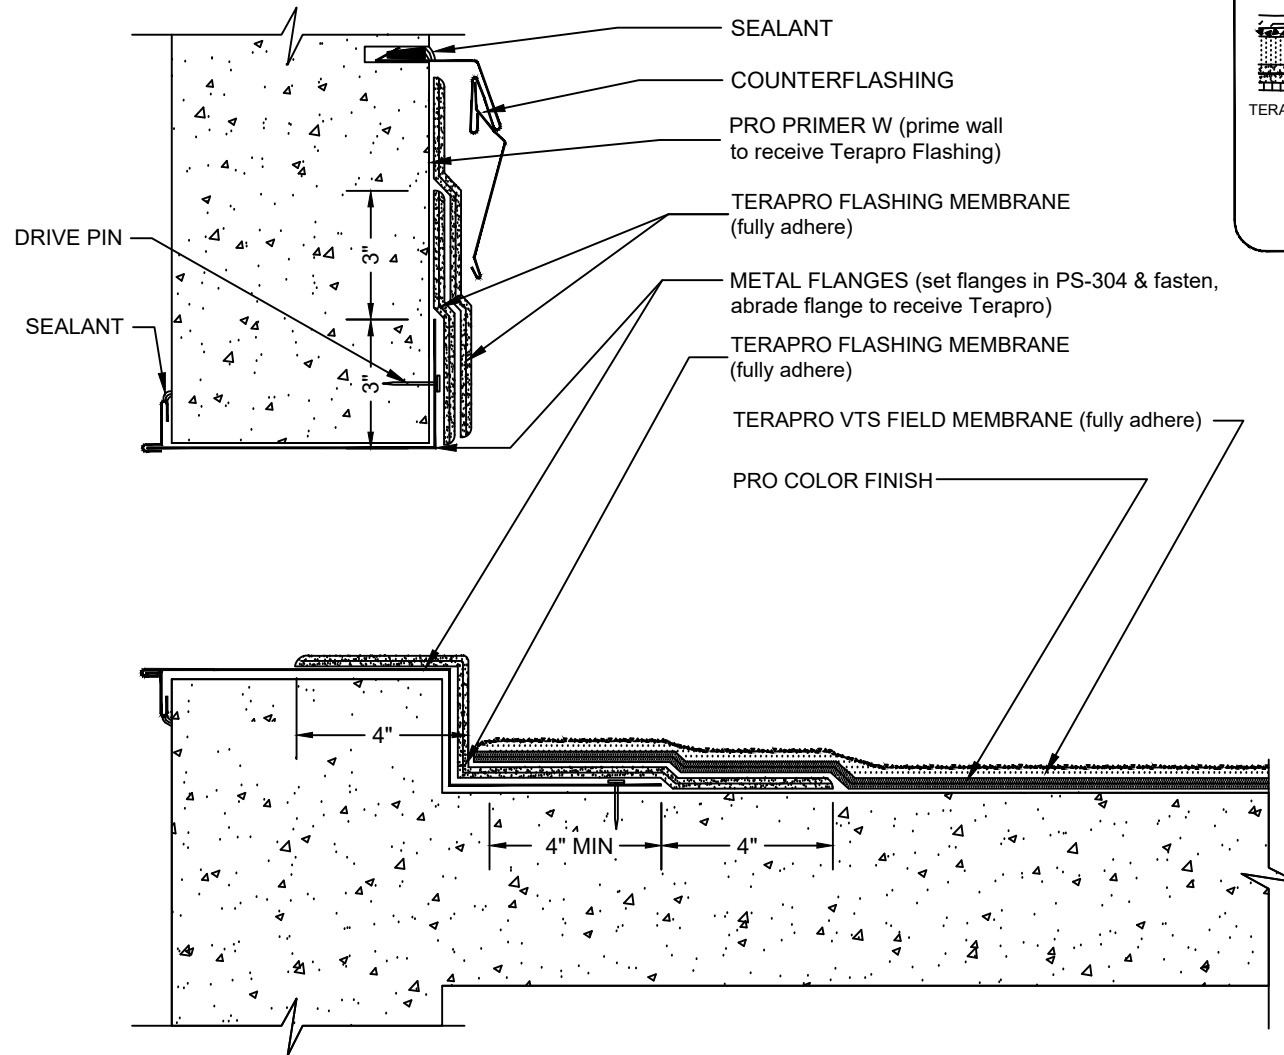 SEALANT
COUNTERFLASHING
PRO PRIMER W (prime wall
to receive Terapro Flashing)
TERAPRO FLASHING MEMBRANE
(fully adhere)
DRIVE PIN
3"
METAL FLANGES (set flanges in PS-304 & fasten,
abrade flange to receive Terapro)
SEALANT
TERAPRO FLASHING MEMBRANE
(fully adhere)
3"
TERAPRO VTS FIELD MEMBRANE (fully adhere)
PRO COLOR FINISH
4"
4" MIN
4"